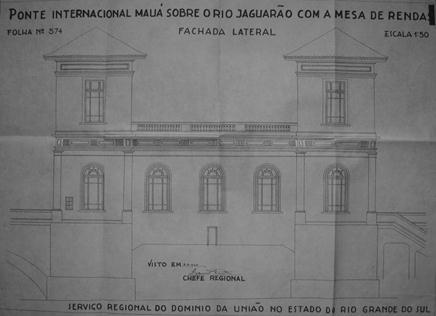 PONTE INTERNACIONAL MAUÁ SOBRE O RIO JAGUARÃO COM A MESA DE RENDAS
FOLHA Nº 574 FACHADA LATERAL ESCALA 1:50
VISTO EM
CHEFE REGIONAL
SERVIÇO REGIONAL DO DOMINIO DA UNIÃO NO ESTADO DO RIO GRANDE DO SUL